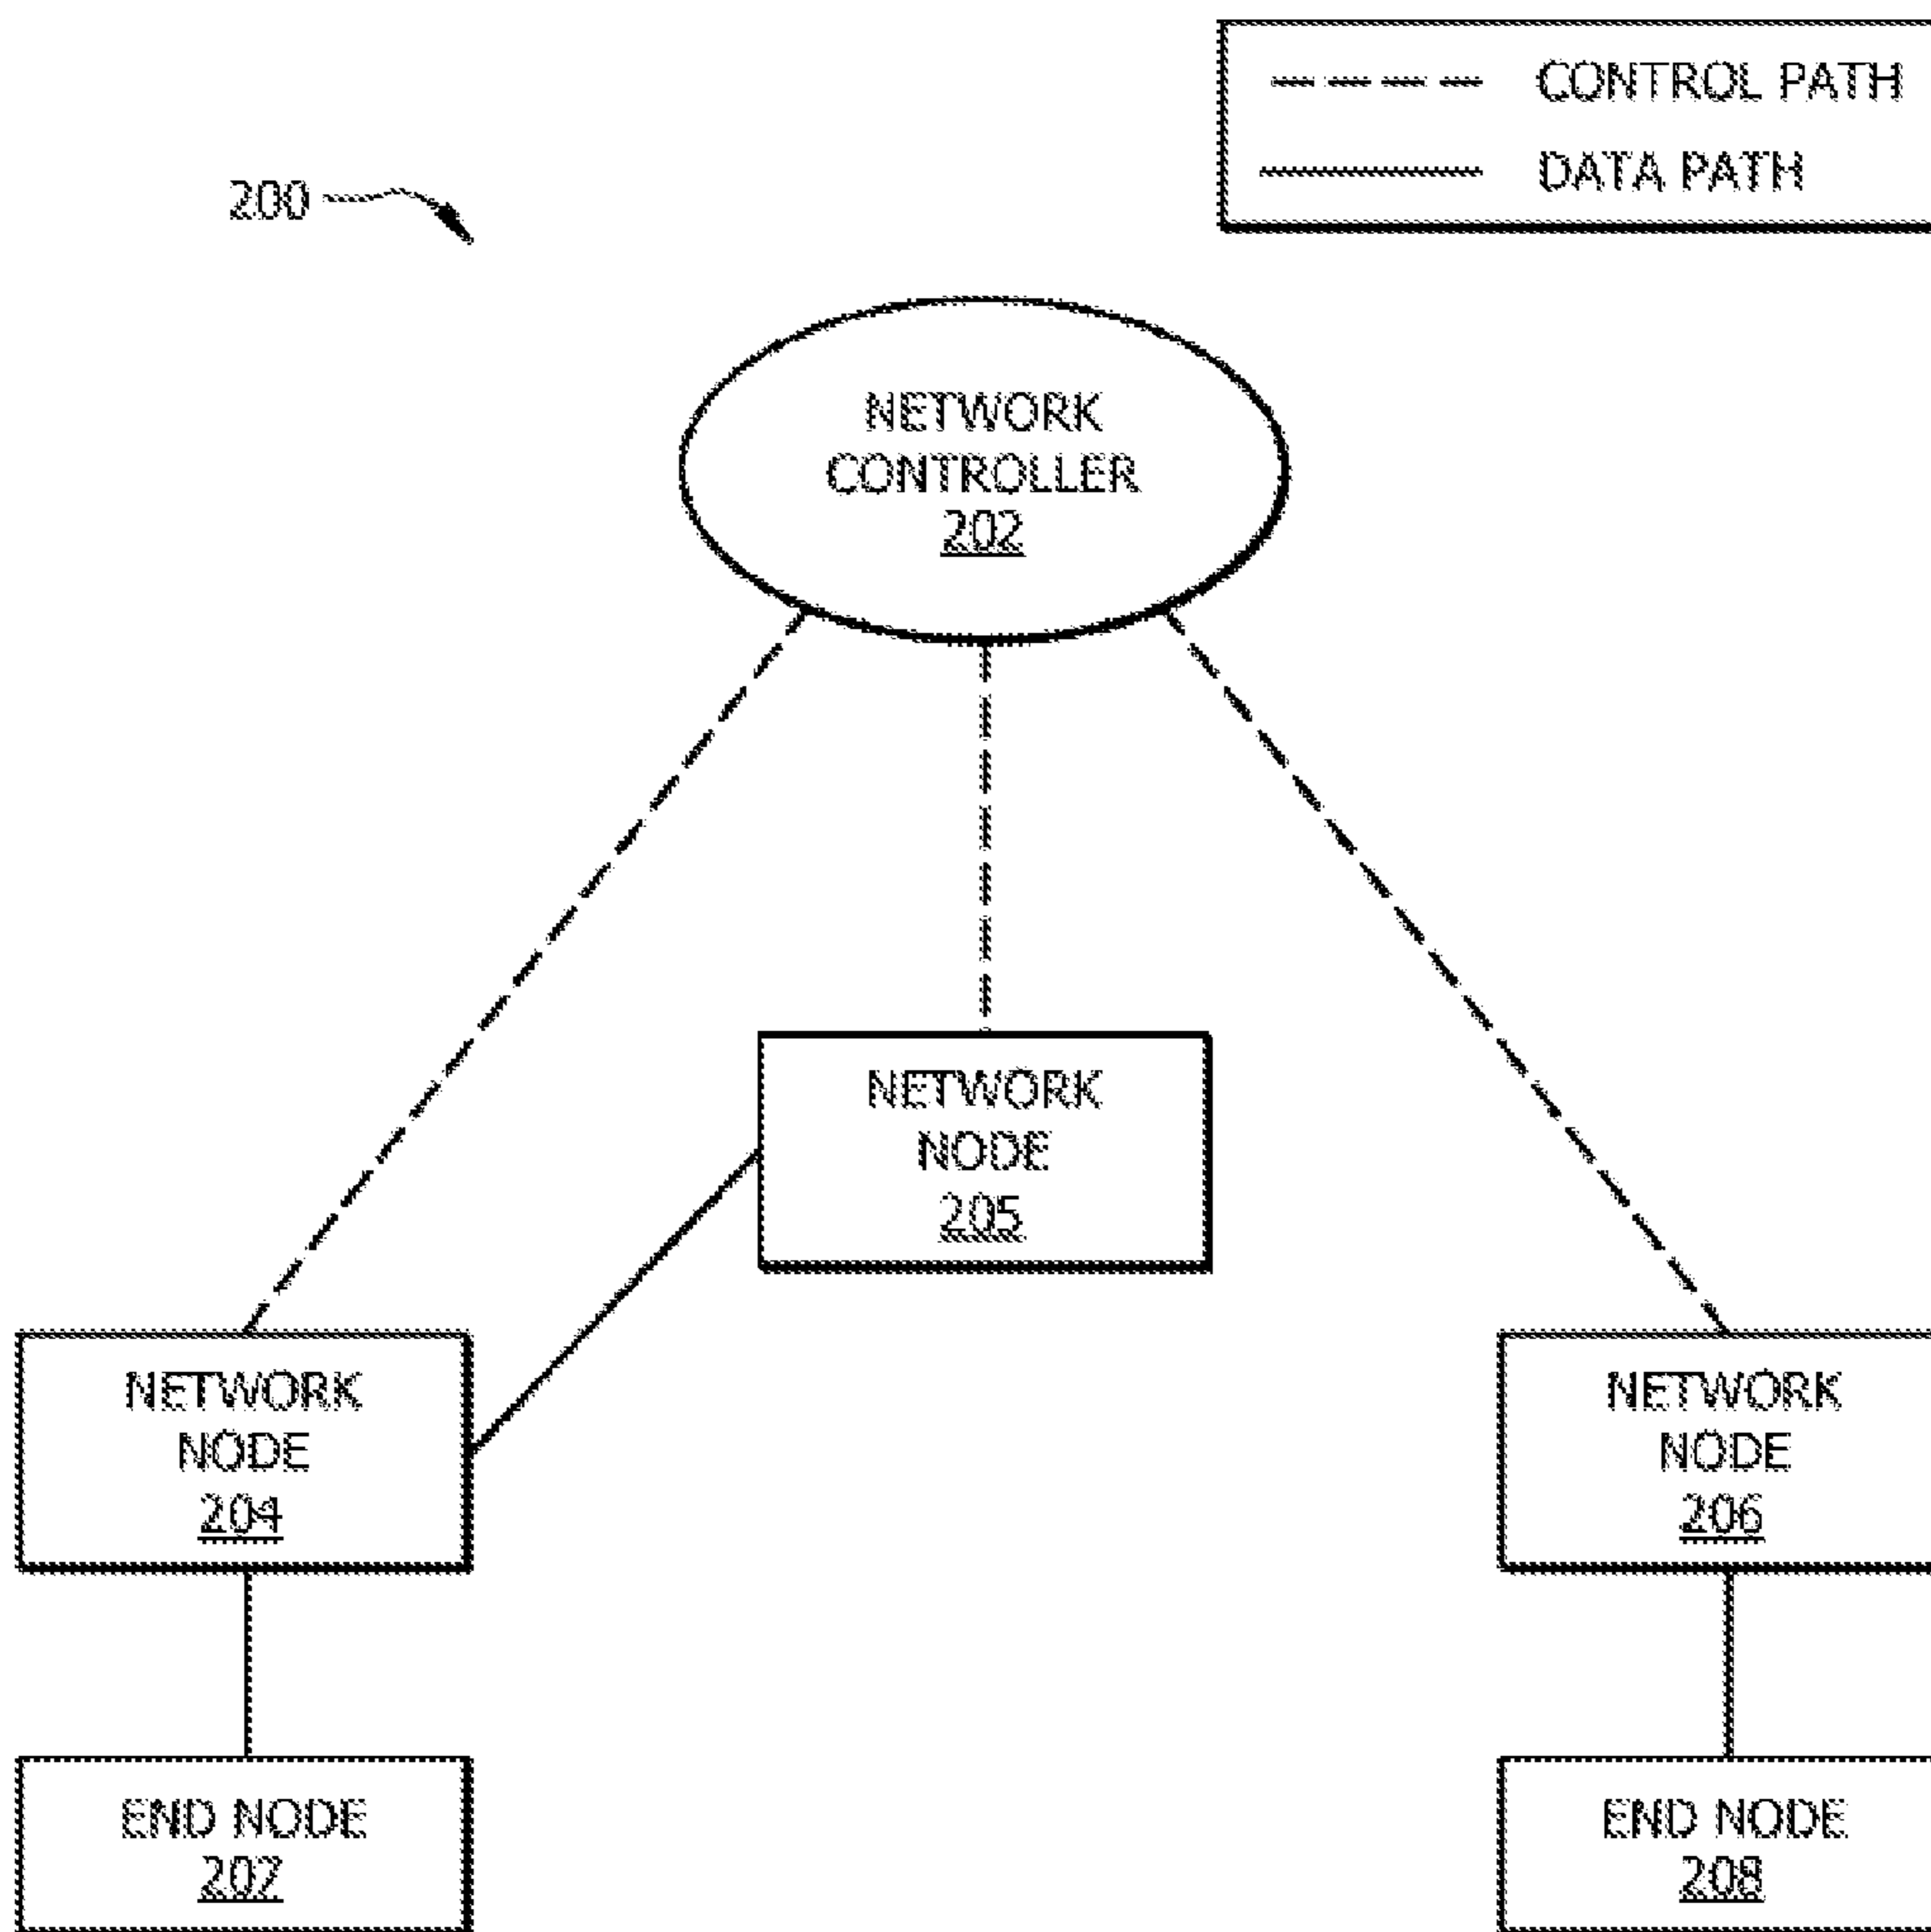 CONTROL PATH
DATA PATH
200
NETWORK
CONTROLLER
202
NETWORK
NODE
205
NETWORK
NODE
204
NETWORK
NODE
206
END NODE
207
END NODE
208